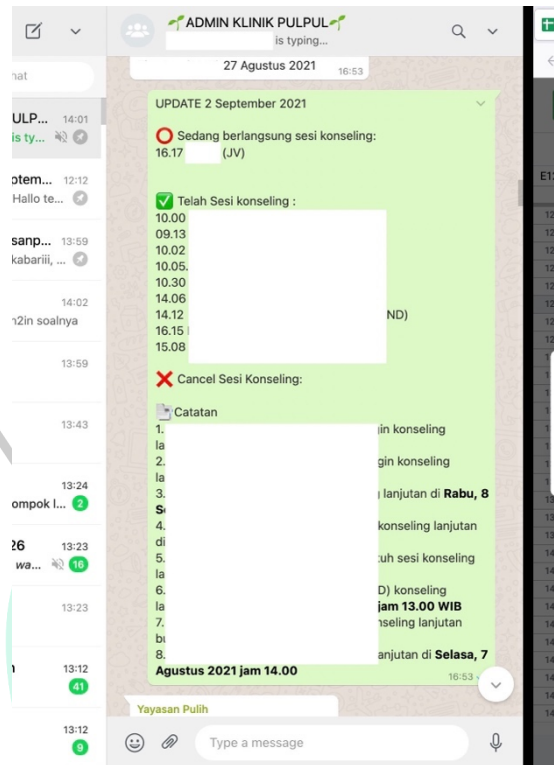 🌱ADMIN KLINIK PULPUL🌱
is typing...
hat
ULP... 14:01
is ty...
ptem... 12:12
Hallo te...
sanp... 13:59
kabariii, ...
14:02
n2in soalnya
13:59
13:43
13:24
ompok l... 2
26 13:23
wa... 16
13:23
13:12
41
13:12
9
27 Agustus 2021 16:53
UPDATE 2 September 2021
⭕ Sedang berlangsung sesi konseling:
16.17 (JV)
✅ Telah Sesi konseling :
10.00
09.13
10.02
10.05.
10.30
14.06
14.12 ND)
16.15
15.08
❌ Cancel Sesi Konseling:
Catatan
1. gin konseling
la
2. gin konseling
la
3. lanjutan di Rabu, 8
Se
4. konseling lanjutan
di
5. tuh sesi konseling
la
6. D) konseling
la jam 13.00 WIB
7. nseling lanjutan
bu
8. anjutan di Selasa, 7
Agustus 2021 jam 14.00
16:53
Yayasan Pulih
Type a message
E1